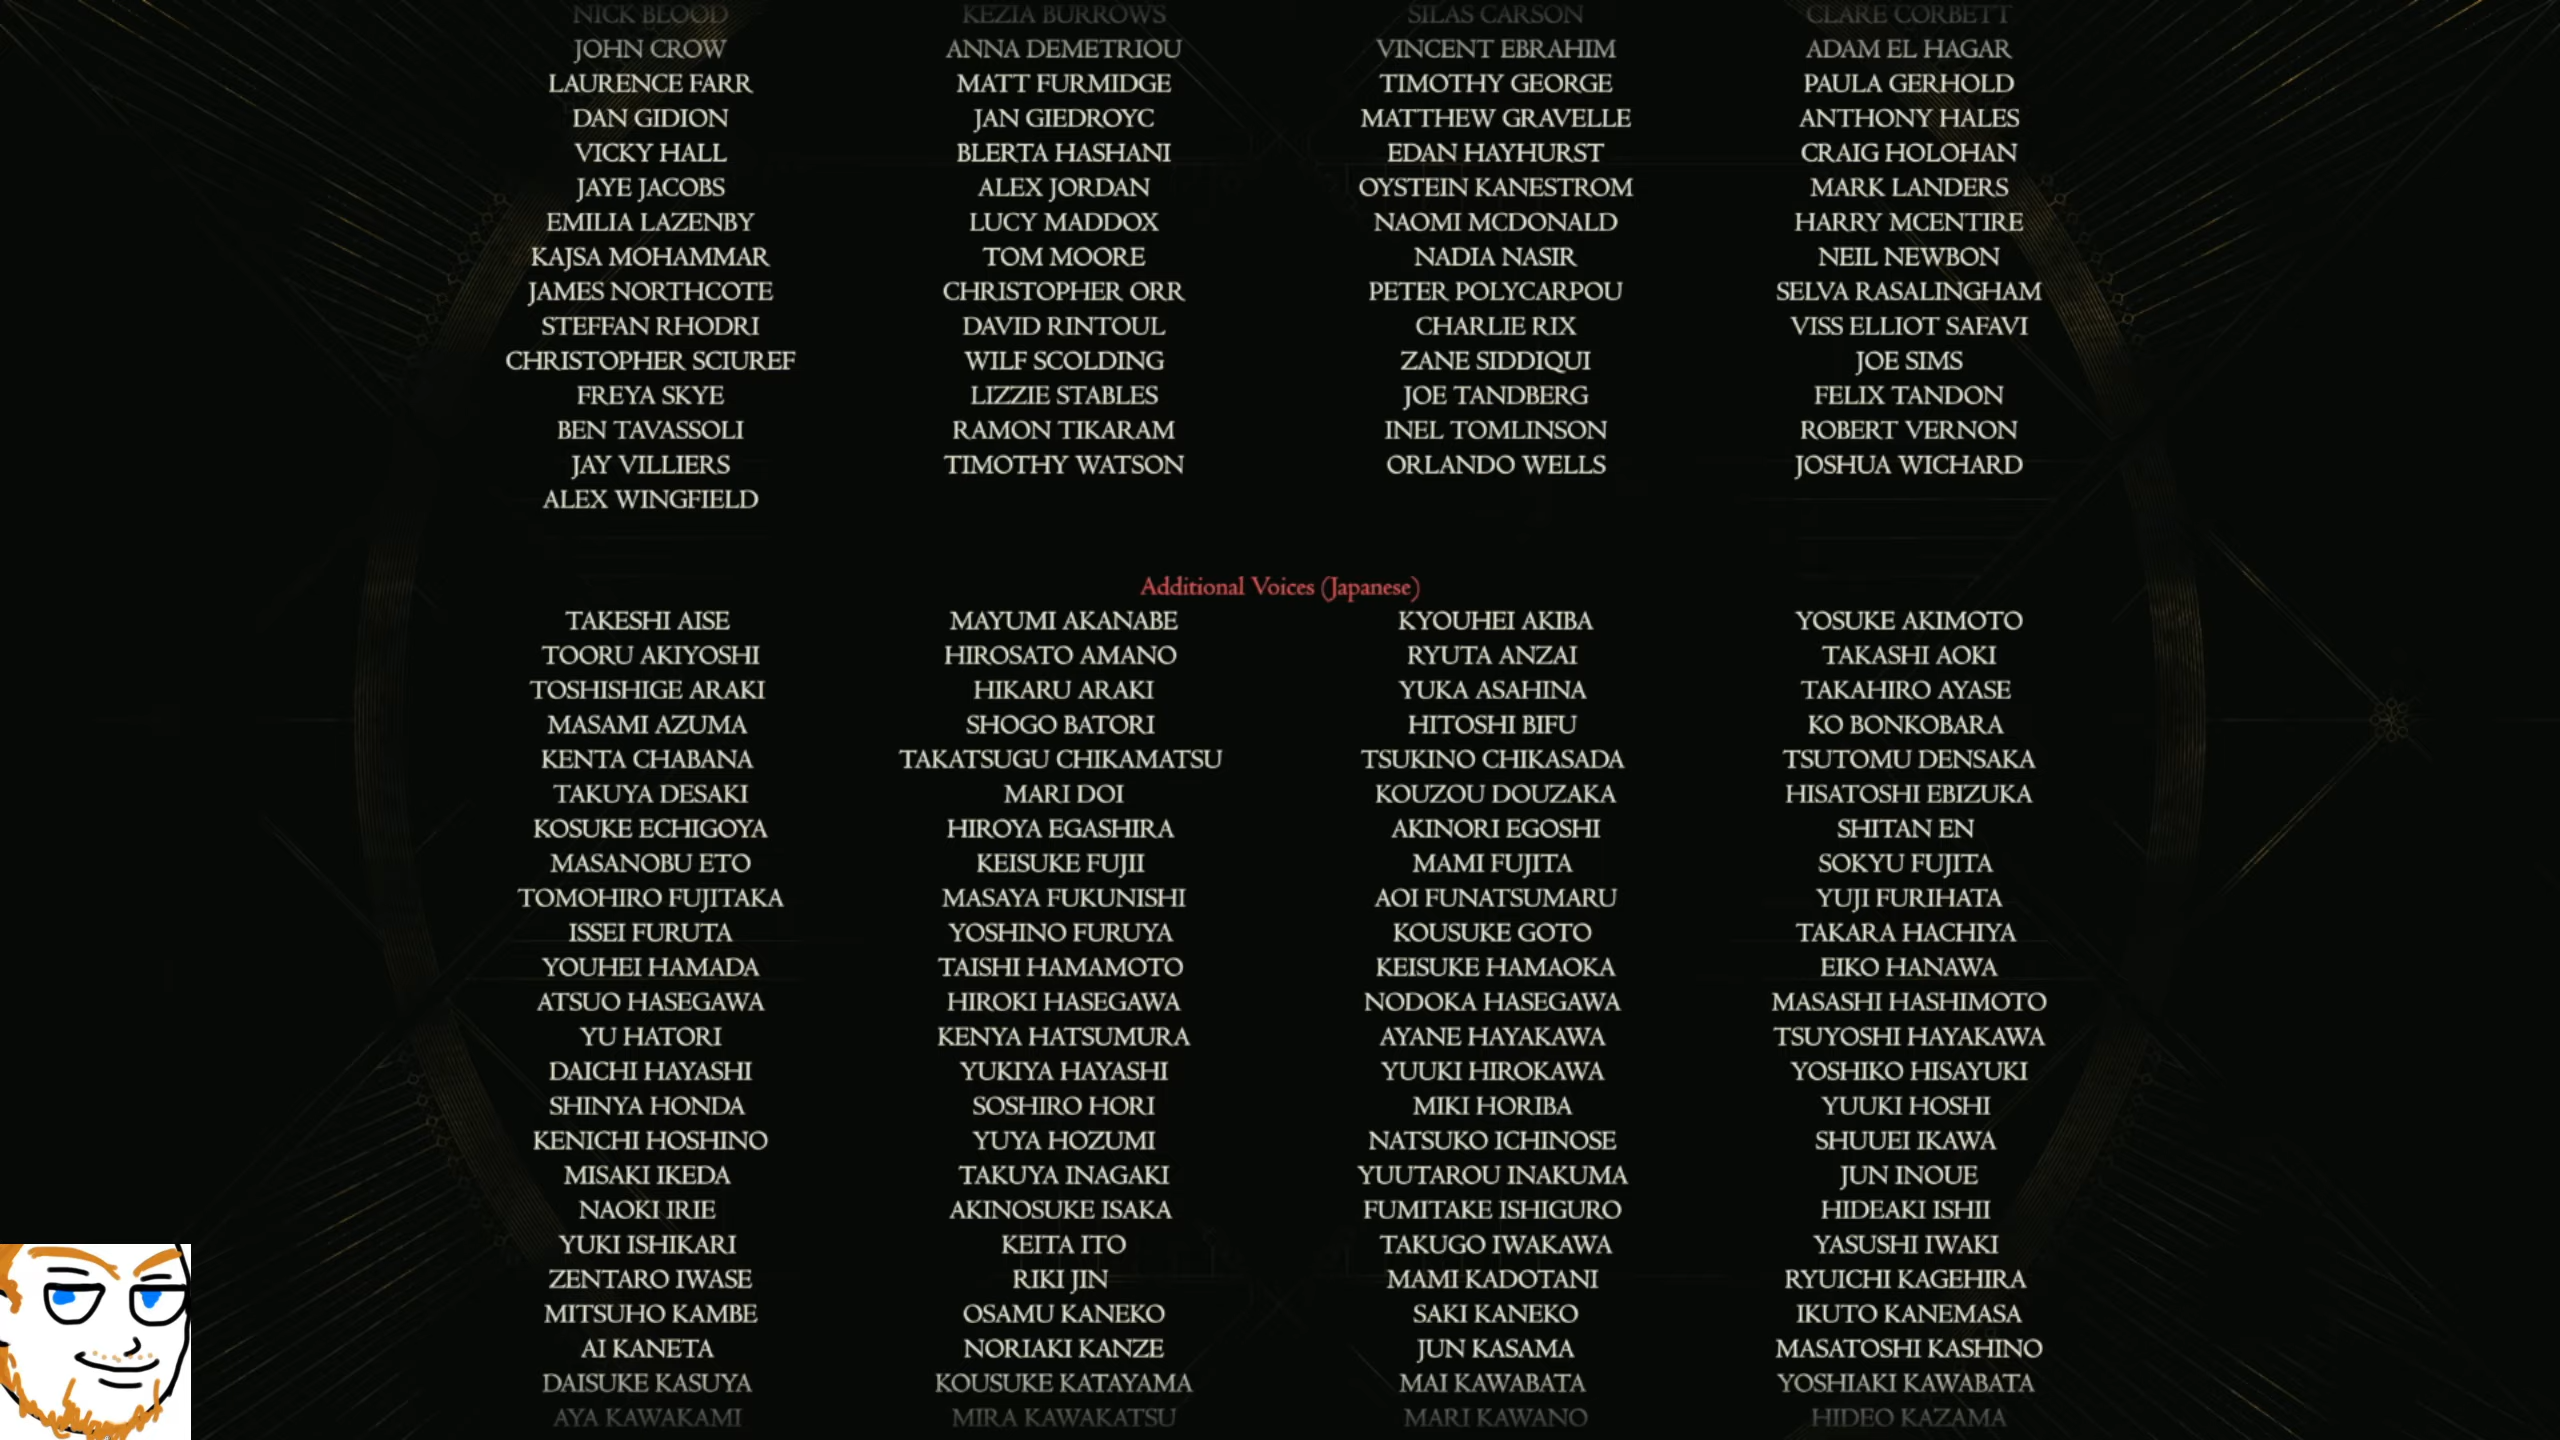 NICK BLOOD KEZIA BURROWS SILAS CARSON CLARE CORBETT
JOHN CROW ANNA DEMETRIOU VINCENT EBRAHIM ADAM EL HAGAR
LAURENCE FARR MATT FURMIDGE TIMOTHY GEORGE PAULA GERHOLD
DAN GIDION JAN GIEDROYC MATTHEW GRAVELLE ANTHONY HALES
VICKY HALL BLERTA HASHANI EDAN HAYHURST CRAIG HOLOHAN
JAYE JACOBS ALEX JORDAN OYSTEIN KANESTROM MARK LANDERS
EMILIA LAZENBY LUCY MADDOX NAOMI MCDONALD HARRY MCENTIRE
KAJSA MOHAMMAR TOM MOORE NADIA NASIR NEIL NEWBON
JAMES NORTHCOTE CHRISTOPHER ORR PETER POLYCARPOU SELVA RASALINGHAM
STEFFAN RHODRI DAVID RINTOUL CHARLIE RIX VISS ELLIOT SAFAVI
CHRISTOPHER SCIUREF WILF SCOLDING ZANE SIDDIQUI JOE SIMS
FREYA SKYE LIZZIE STABLES JOE TANDBERG FELIX TANDON
BEN TAVASSOLI RAMON TIKARAM INEL TOMLINSON ROBERT VERNON
JAY VILLIERS TIMOTHY WATSON ORLANDO WELLS JOSHUA WICHARD
ALEX WINGFIELD
Additional Voices (Japanese)
TAKESHI AISE MAYUMI AKANABE KYOUHEI AKIBA YOSUKE AKIMOTO
TOORU AKIYOSHI HIROSATO AMANO RYUTA ANZAI TAKASHI AOKI
TOSHISHIGE ARAKI HIKARU ARAKI YUKA ASAHINA TAKAHIRO AYASE
MASAMI AZUMA SHOGO BATORI HITOSHI BIFU KO BONKOBARA
KENTA CHABANA TAKATSUGU CHIKAMATSU TSUKINO CHIKASADA TSUTOMU DENSAKA
TAKUYA DESAKI MARI DOI KOUZOU DOUZAKA HISATOSHI EBIZUKA
KOSUKE ECHIGOYA HIROYA EGASHIRA AKINORI EGOSHI SHITAN EN
MASANOBU ETO KEISUKE FUJII MAMI FUJITA SOKYU FUJITA
TOMOHIRO FUJITAKA MASAYA FUKUNISHI AOI FUNATSUMARU YUJI FURIHATA
ISSEI FURUTA YOSHINO FURUYA KOUSUKE GOTO TAKARA HACHIYA
YOUHEI HAMADA TAISHI HAMAMOTO KEISUKE HAMAOKA EIKO HANAWA
ATSUO HASEGAWA HIROKI HASEGAWA NODOKA HASEGAWA MASASHI HASHIMOTO
YU HATORI KENYA HATSUMURA AYANE HAYAKAWA TSUYOSHI HAYAKAWA
DAICHI HAYASHI YUKIYA HAYASHI YUUKI HIROKAWA YOSHIKO HISAYUKI
SHINYA HONDA SOSHIRO HORI MIKI HORIBA YUUKI HOSHI
KENICHI HOSHINO YUYA HOZUMI NATSUKO ICHINOSE SHUUEI IKAWA
MISAKI IKEDA TAKUYA INAGAKI YUUTAROU INAKUMA JUN INOUE
NAOKI IRIE AKINOSUKE ISAKA FUMITAKE ISHIGURO HIDEAKI ISHII
YUKI ISHIKARI KEITA ITO TAKUGO IWAKAWA YASUSHI IWAKI
ZENTARO IWASE RIKI JIN MAMI KADOTANI RYUICHI KAGEHIRA
MITSUHO KAMBE OSAMU KANEKO SAKI KANEKO IKUTO KANEMASA
AI KANETA NORIAKI KANZE JUN KASAMA MASATOSHI KASHINO
DAISUKE KASUYA KOUSUKE KATAYAMA MAI KAWABATA YOSHIAKI KAWABATA
AYA KAWAKAMI MIRA KAWAKATSU MARI KAWANO HIDEO KAZAMA